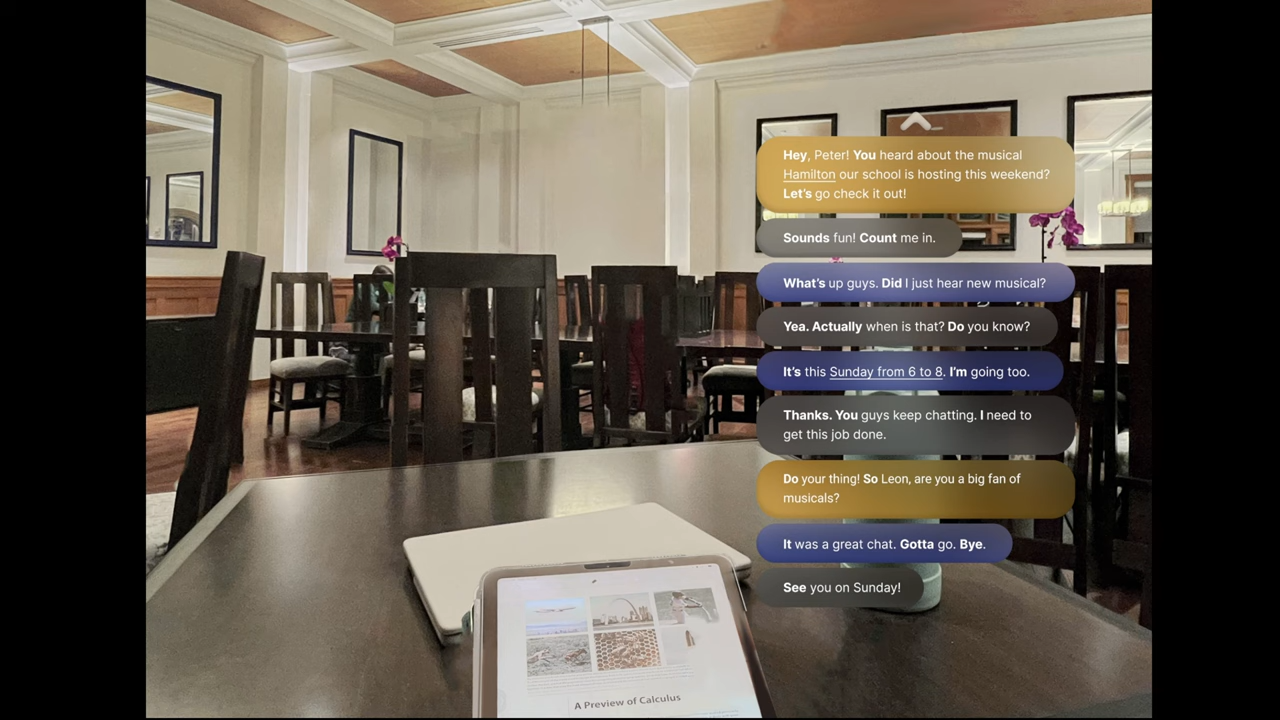 Hey, Peter! You heard about the musical
Hamilton our school is hosting this weekend?
Let's go check it out!
Sounds fun! Count me in.
What's up guys. Did I just hear new musical?
Yea. Actually when is that? Do you know?
It's this Sunday from 6 to 8. I'm going too.
Thanks. You guys keep chatting. I need to
get this job done.
Do your thing! So Leon, are you a big fan of
musicals?
It was a great chat. Gotta go. Bye.
See you on Sunday!
A Preview of Calculus